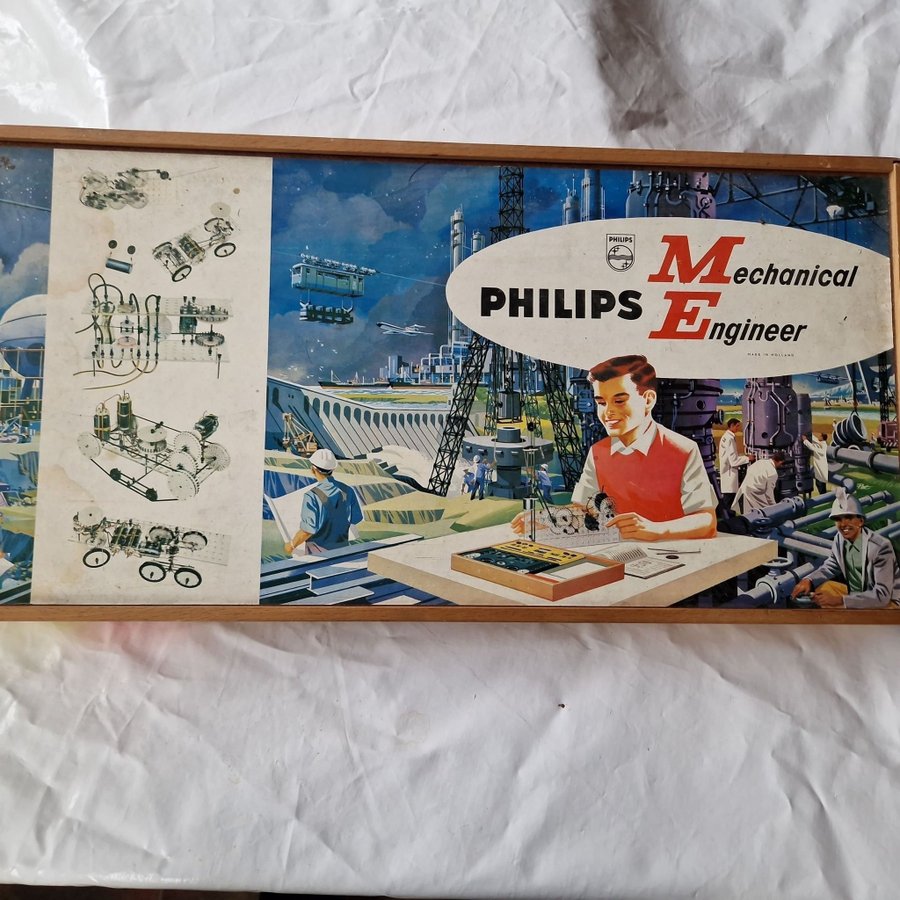 PHILIPS
PHILIPS
Mechanical
Engineer
MADE IN HOLLAND